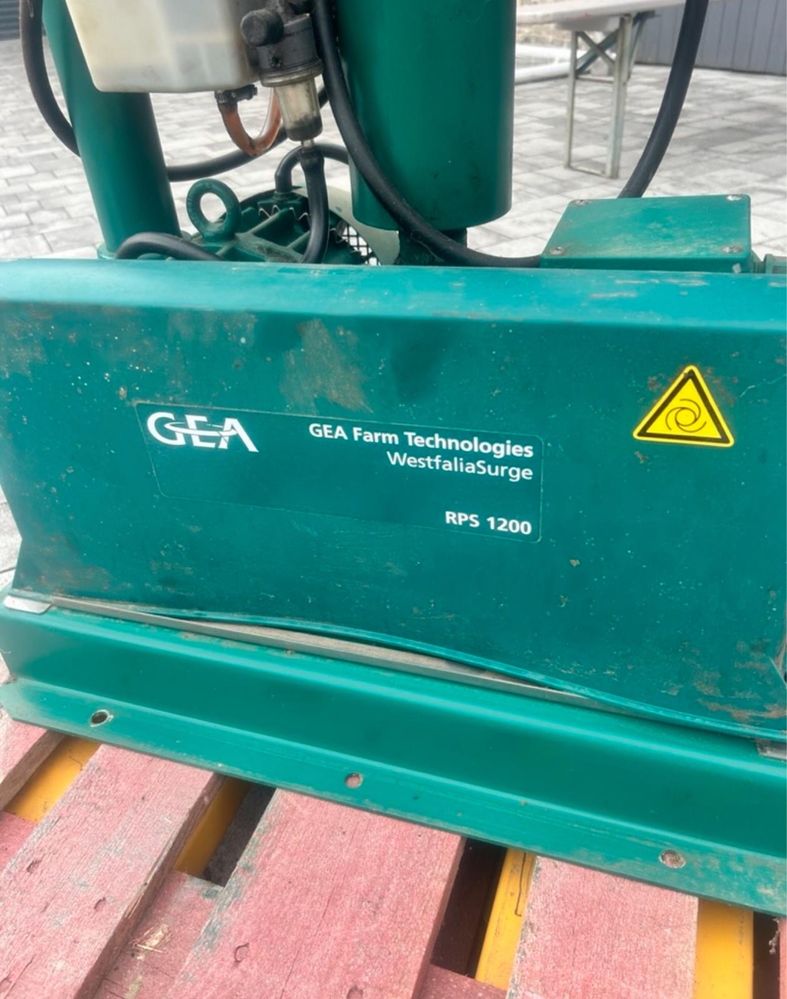 GEA
GEA Farm Technologies
WestfaliaSurge
RPS 1200